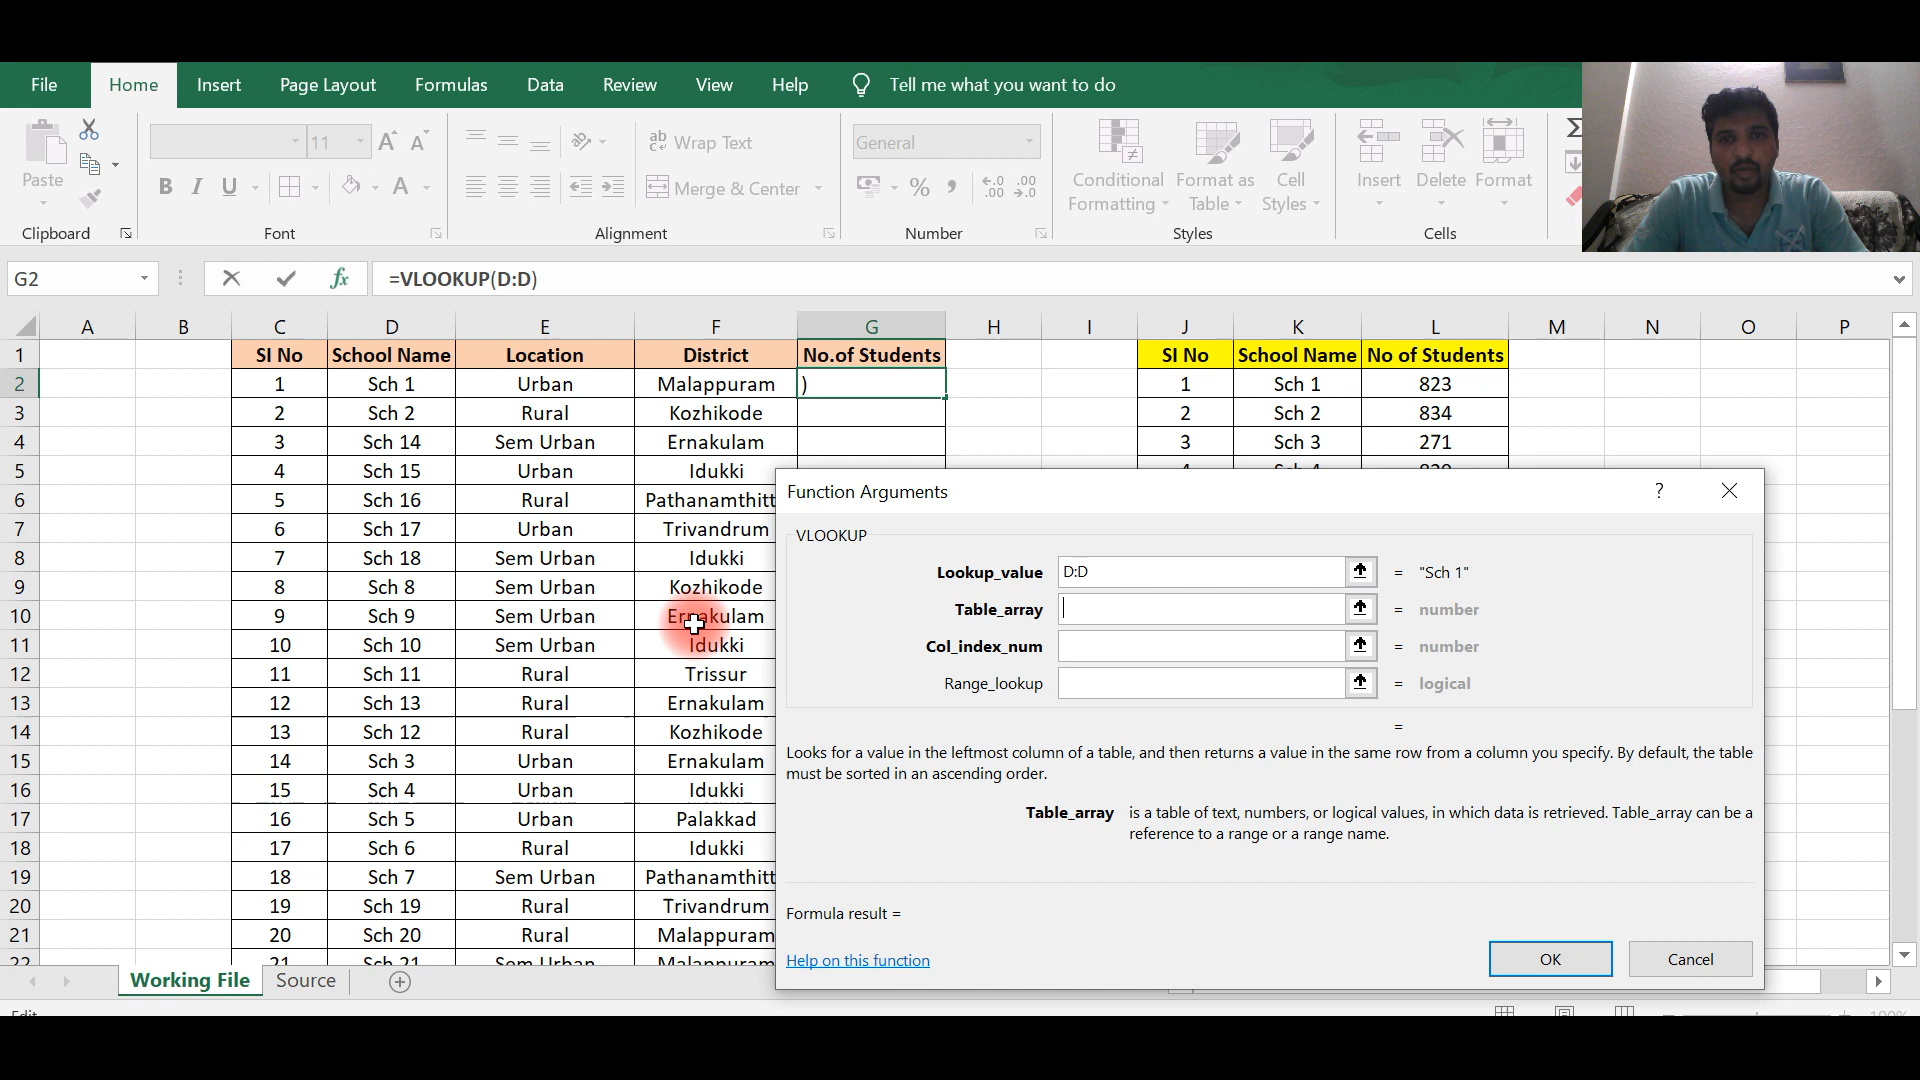 File Home Insert Page Layout Formulas Data Review View Help Tell me what you want to do
Paste
Clipboard
11
B I U
A
Font
ab Wrap Text
Merge & Center
Alignment
General
% , .00
Number
Conditional Formatting
Format as Table
Cell Styles
Styles
Insert Delete Format
Cells
G2 fx =VLOOKUP(D:D)
A B C D E F G H I J K L M N O P
1 SI No School Name Location District No.of Students SI No School Name No of Students
2 1 Sch 1 Urban Malappuram ) 1 Sch 1 823
3 2 Sch 2 Rural Kozhikode 2 Sch 2 834
4 3 Sch 14 Sem Urban Ernakulam 3 Sch 3 271
5 4 Sch 15 Urban Idukki
6 5 Sch 16 Rural Pathanamthitt
7 6 Sch 17 Urban Trivandrum
8 7 Sch 18 Sem Urban Idukki
9 8 Sch 8 Sem Urban Kozhikode
10 9 Sch 9 Sem Urban Ernakulam
11 10 Sch 10 Sem Urban Idukki
12 11 Sch 11 Rural Trissur
13 12 Sch 13 Rural Ernakulam
14 13 Sch 12 Rural Kozhikode
15 14 Sch 3 Urban Ernakulam
16 15 Sch 4 Urban Idukki
17 16 Sch 5 Urban Palakkad
18 17 Sch 6 Rural Idukki
19 18 Sch 7 Sem Urban Pathanamthitt
20 19 Sch 19 Rural Trivandrum
21 20 Sch 20 Rural Malappuram
22 21 Sch 21 Sem Urban Malappuram
Function Arguments ?
VLOOKUP
Lookup_value D:D = "Sch 1"
Table_array = number
Col_index_num = number
Range_lookup = logical
=
Looks for a value in the leftmost column of a table, and then returns a value in the same row from a column you specify. By default, the table
must be sorted in an ascending order.
Table_array is a table of text, numbers, or logical values, in which data is retrieved. Table_array can be a
reference to a range or a range name.
Formula result =
Help on this function
OK Cancel
Working File Source
Edit